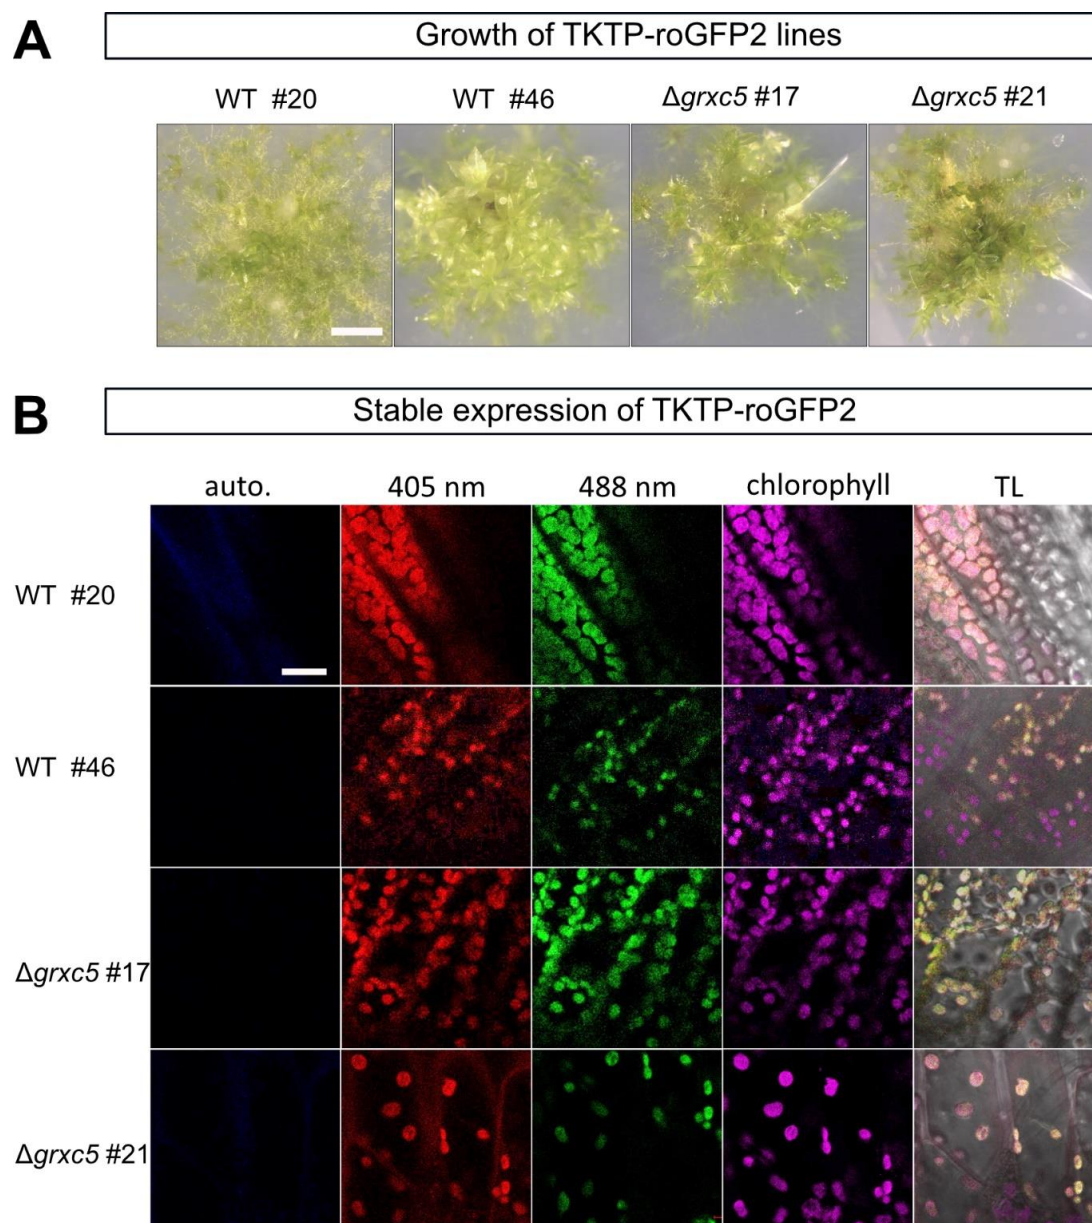 A
Growth of TKTP-roGFP2 lines
WT #20
WT #46
Δgrxc5 #17
Δgrxc5 #21
B
Stable expression of TKTP-roGFP2
auto.
405 nm
488 nm
chlorophyll
TL
WT #20
WT #46
Δgrxc5 #17
Δgrxc5 #21